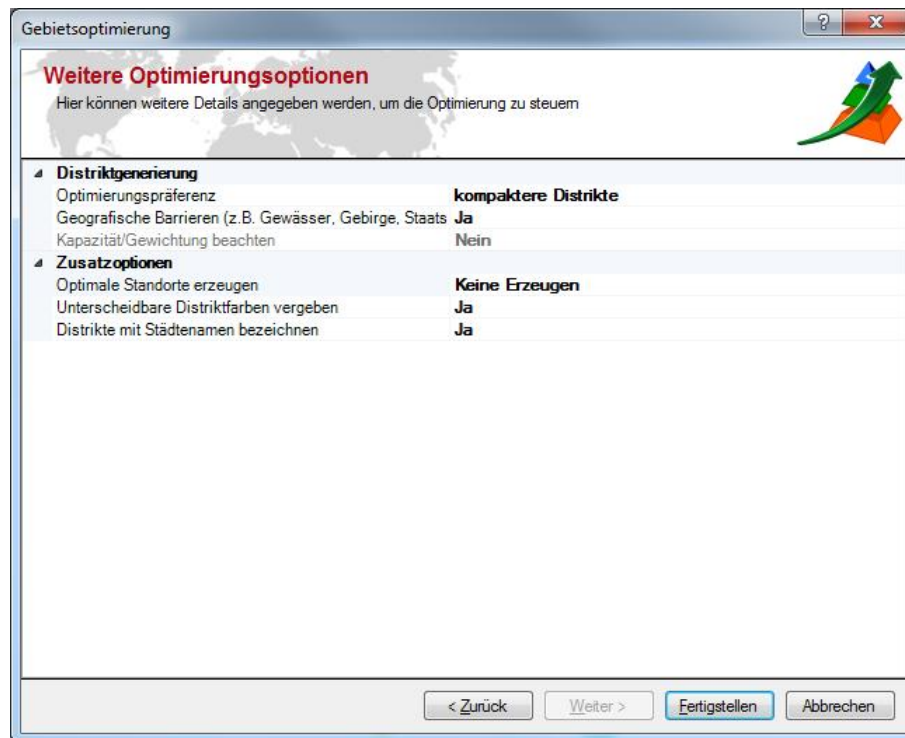 Gebietsoptimierung
Weitere Optimierungsoptionen
Hier können weitere Details angegeben werden, um die Optimierung zu steuern
Distriktgenerierung
Optimierungspräferenz kompaktere Distrikte
Geografische Barrieren (z.B. Gewässer, Gebirge, Staats Ja
Kapazität/Gewichtung beachten Nein
Zusatzoptionen
Optimale Standorte erzeugen Keine Erzeugen
Unterscheidbare Distriktfarben vergeben Ja
Distrikte mit Städtenamen bezeichnen Ja
< Zurück Weiter > Fertigstellen Abbrechen